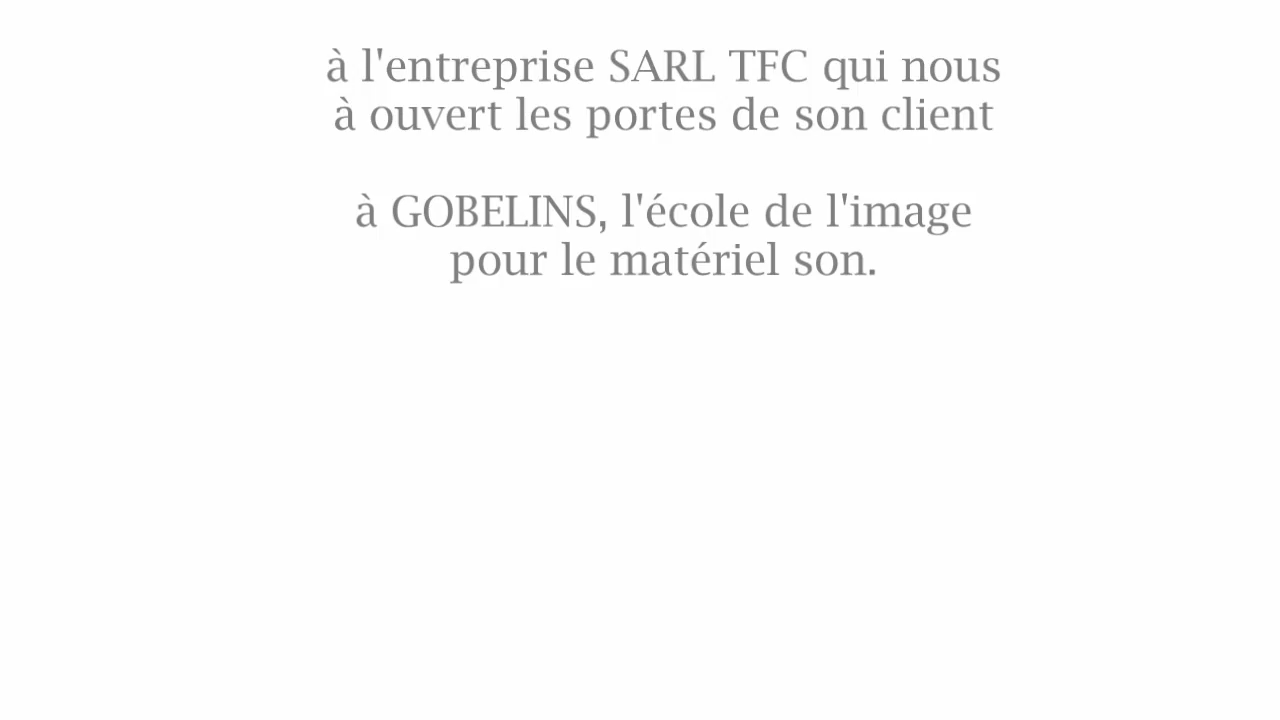 à l'entreprise SARL TFC qui nous
à ouvert les portes de son client
à GOBELINS, l'école de l'image
pour le matériel son.